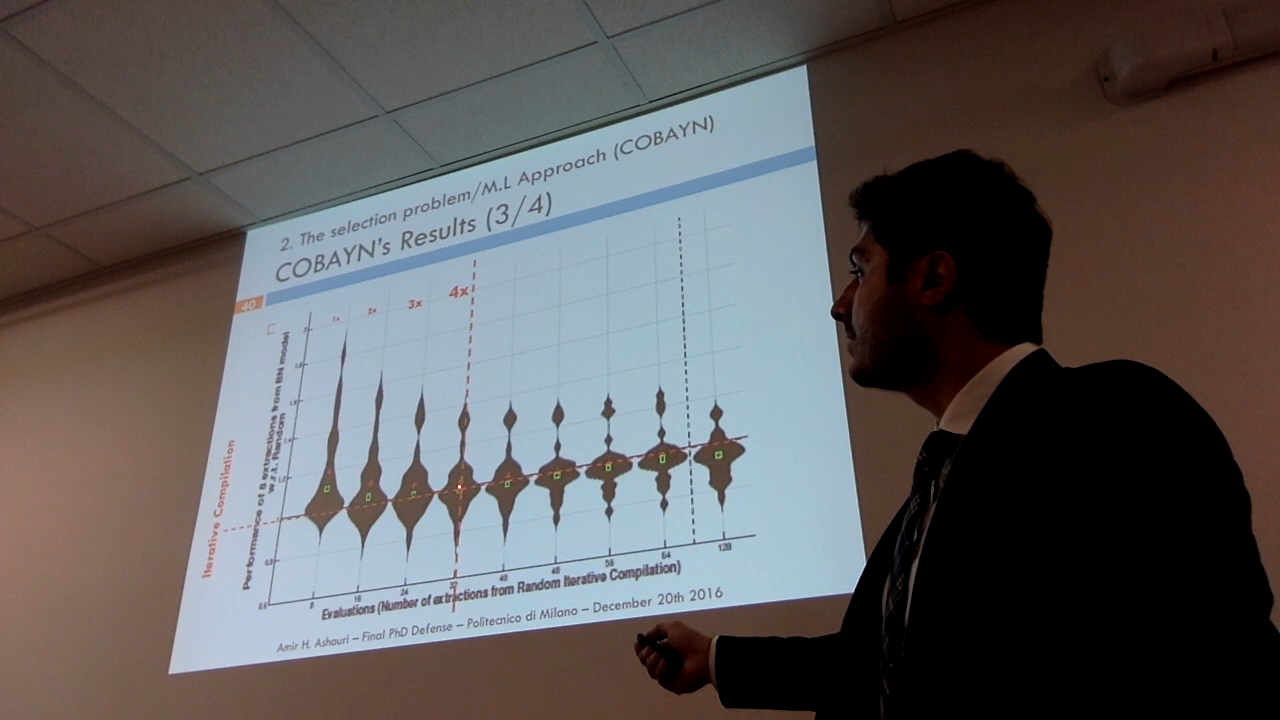 2. The selection problem/M.L Approach (COBAYN)
COBAYN's Results (3/4)
40
1x 2x 3x 4x
Iterative Compilation
Performance of 8 extractions from BN model
w.r.t. Random
8 16 24 32 40 48 56 64 128
Evaluations (Number of extractions from Random Iterative Compilation)
Amir H. Ashouri – Final PhD Defense – Politecnico di Milano – December 20th 2016